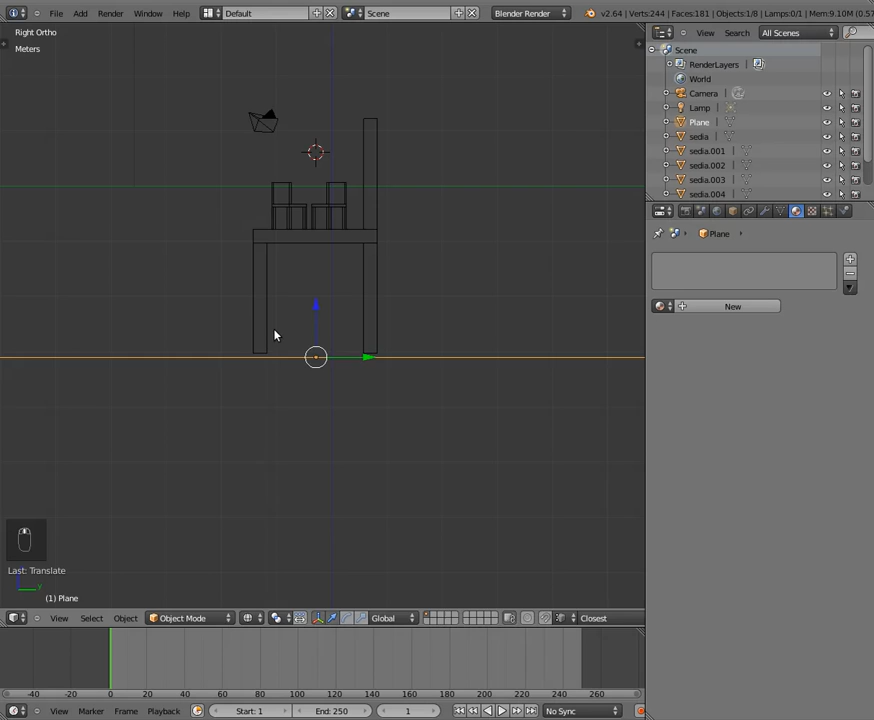 File Add Render Window Help Default Scene Blender Render v2.64 | Verts:244 | Faces:181 | Objects:1/8 | Lamps:0/1 | Mem:9.10M (0.5
Right Ortho
Meters
View Search All Scenes
Scene
RenderLayers
World
Camera
Lamp
Plane
sedia
sedia.001
sedia.002
sedia.003
sedia.004
Plane
New
Last: Translate
(1) Plane
View Select Object Object Mode Global Closest
-40 -20 0 20 40 60 80 100 120 140 160 180 200 220 240 260
View Marker Frame Playback Start: 1 End: 250 1 No Sync